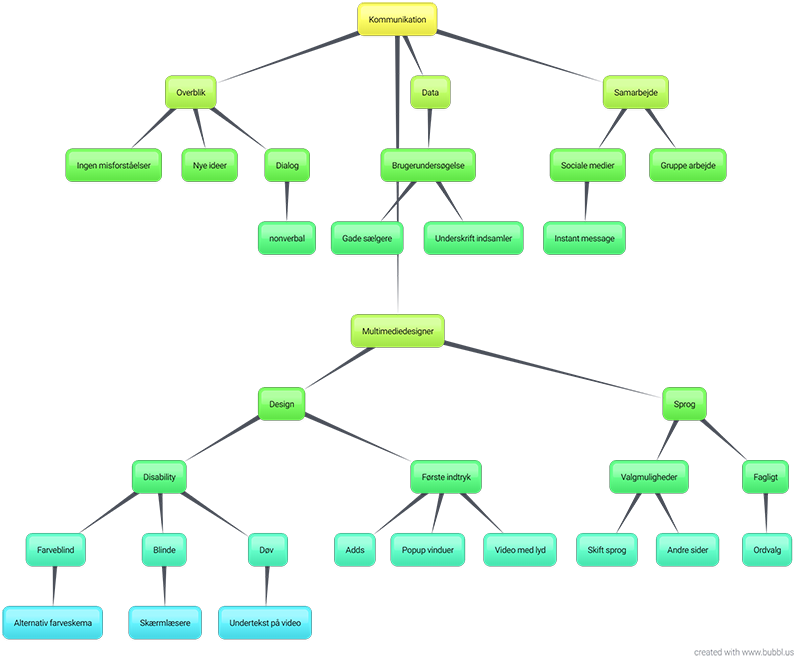 Kommunikation
Overblik
Data
Samarbejde
Ingen misforståelser
Nye ideer
Dialog
Brugerundersøgelse
Sociale medier
Gruppe arbejde
nonverbal
Gade sælgere
Underskrift indsamler
Instant message
Multimediedesigner
Design
Sprog
Disability
Første indtryk
Valgmuligheder
Fagligt
Farveblind
Blinde
Døv
Adds
Popup vinduer
Video med lyd
Skift sprog
Andre sider
Ordvalg
Alternativ farveskema
Skærmlæsere
Undertekst på video
created with www.bubbl.us